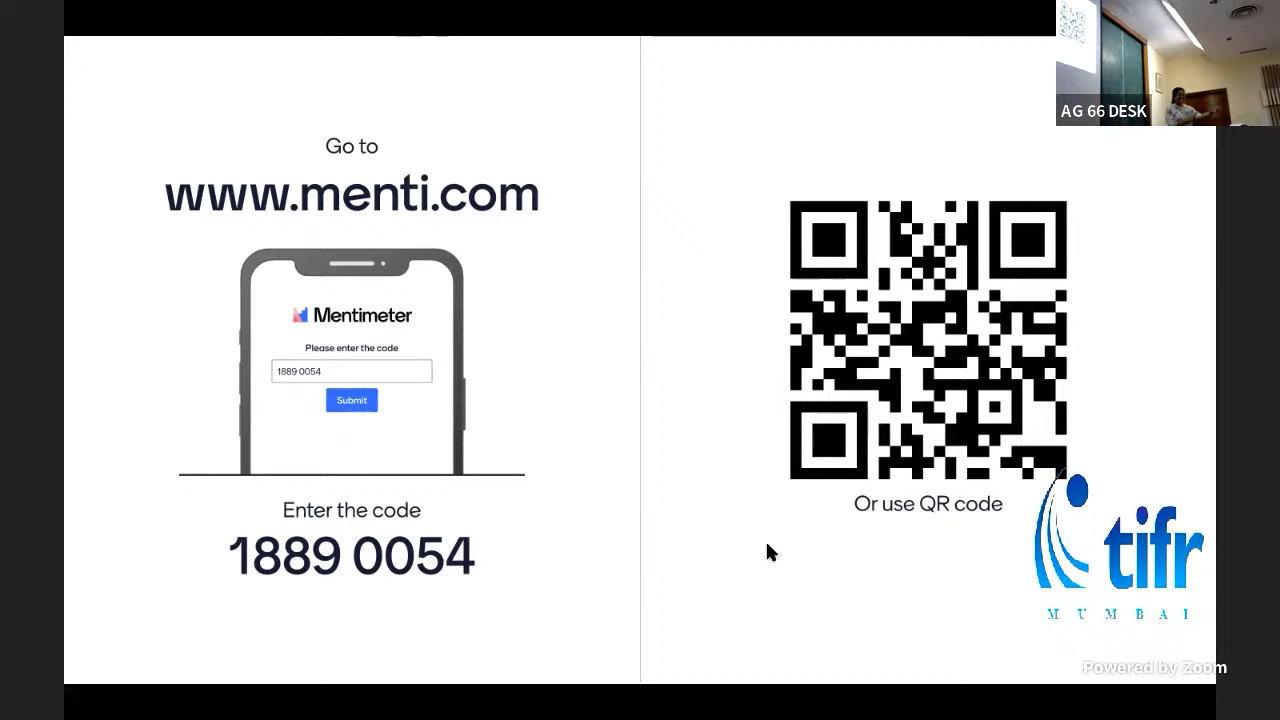 Go to
www.menti.com
Mentimeter
Please enter the code
1889 0054
Submit
Enter the code
1889 0054
Or use QR code
AG 66 DESK
tifr
MUMBAI
Powered by Zoom